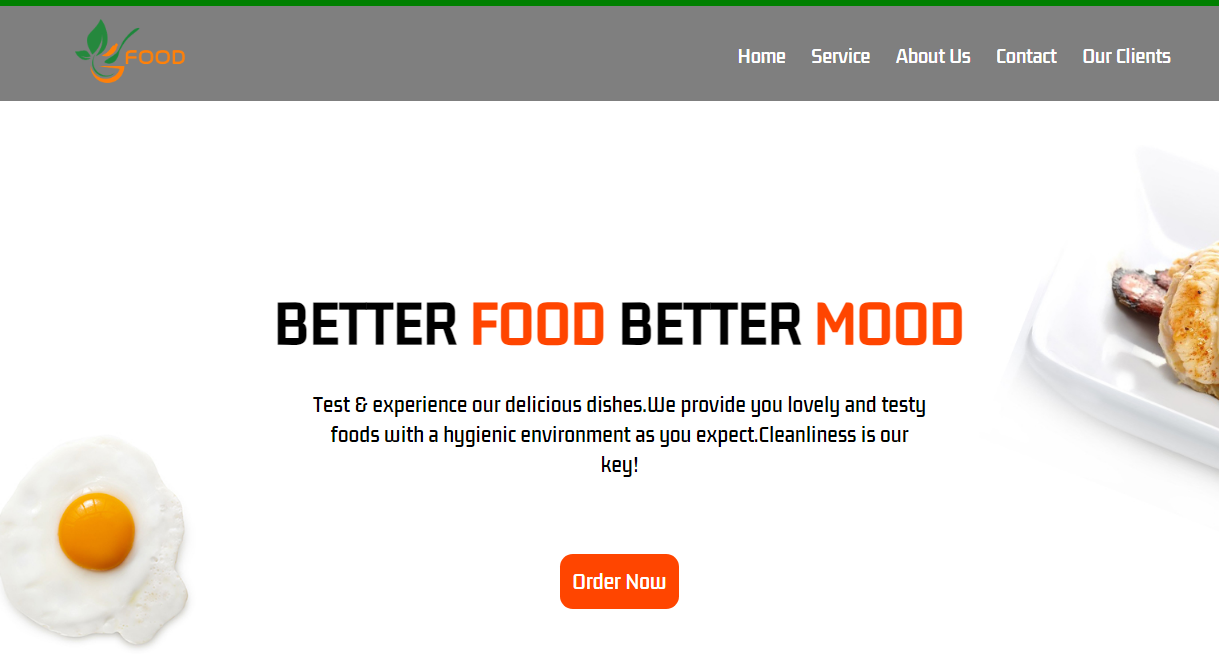 FOOD
Home Service About Us Contact Our Clients
BETTER FOOD BETTER MOOD
Test & experience our delicious dishes.We provide you lovely and testy
foods with a hygienic environment as you expect.Cleanliness is our
key!
Order Now